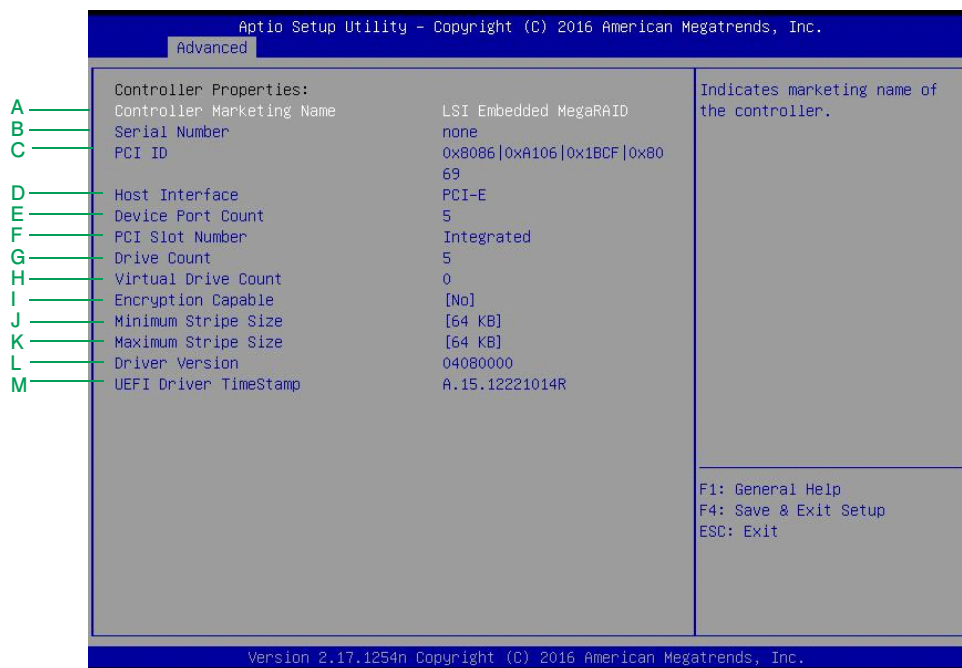 Aptio Setup Utility – Copyright (C) 2016 American Megatrends, Inc.
Advanced
Controller Properties:
A Controller Marketing Name LSI Embedded MegaRAID
B Serial Number none
C PCI ID 0x8086|0xA106|0x1BCF|0x80
69
D Host Interface PCI-E
E Device Port Count 5
F PCI Slot Number Integrated
G Drive Count 5
H Virtual Drive Count 0
I Encryption Capable [No]
J Minimum Stripe Size [64 KB]
K Maximum Stripe Size [64 KB]
L Driver Version 04080000
M UEFI Driver TimeStamp A.15.12221014R
Indicates marketing name of
the controller.
F1: General Help
F4: Save & Exit Setup
ESC: Exit
Version 2.17.1254n Copyright (C) 2016 American Megatrends, Inc.